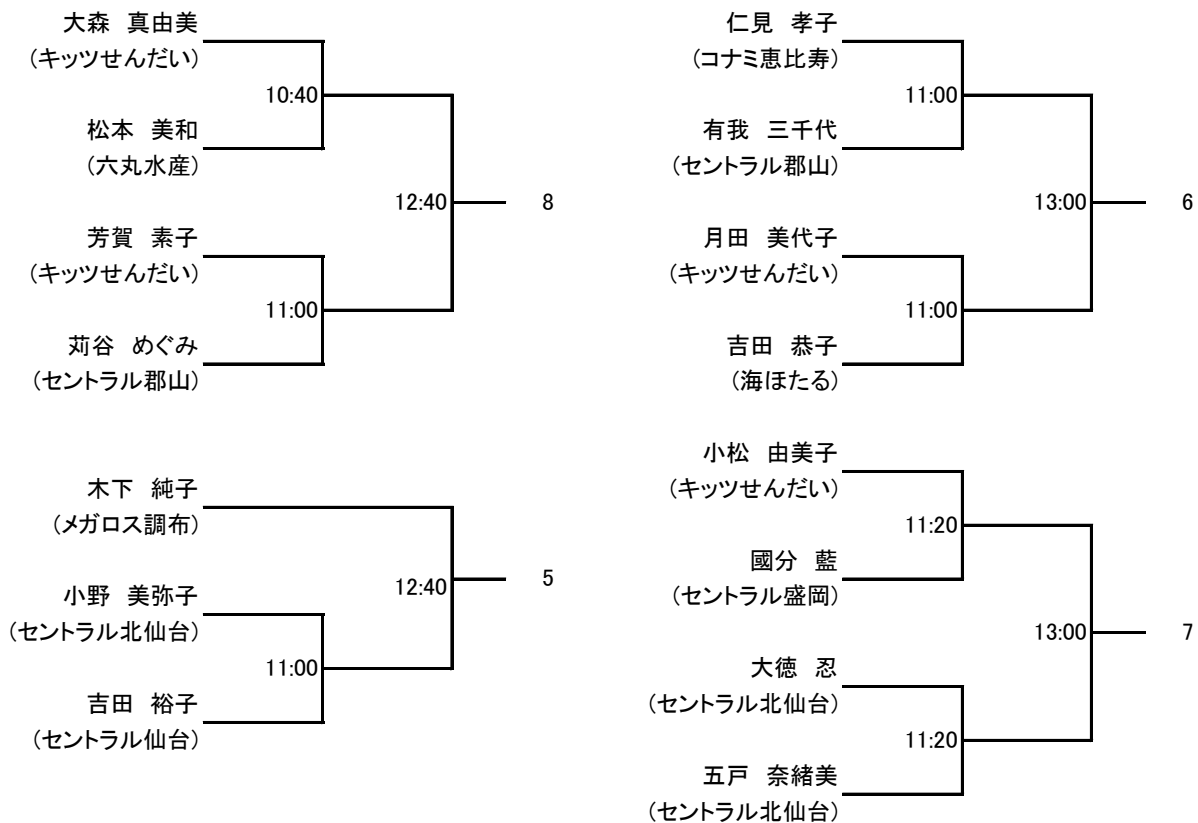 大森　真由美
(キッツせんだい)
10:40
松本　美和
(六丸水産)
12:40
8
芳賀　素子
(キッツせんだい)
11:00
苅谷　めぐみ
(セントラル郡山)
木下　純子
(メガロス調布)
12:40
5
小野　美弥子
(セントラル北仙台)
11:00
吉田　裕子
(セントラル仙台)
仁見　孝子
(コナミ恵比寿)
11:00
有我　三千代
(セントラル郡山)
13:00
6
月田　美代子
(キッツせんだい)
11:00
吉田　恭子
(海ほたる)
小松　由美子
(キッツせんだい)
11:20
國分　藍
(セントラル盛岡)
13:00
7
大徳　忍
(セントラル北仙台)
11:20
五戸　奈緒美
(セントラル北仙台)